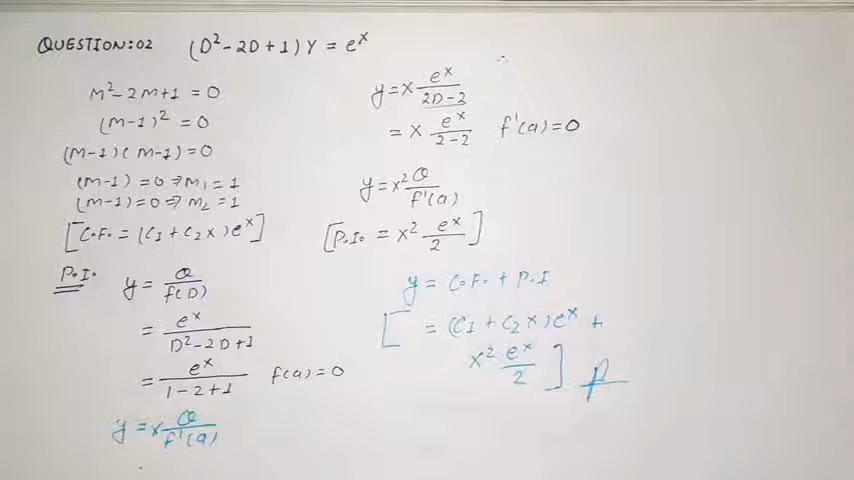 QUESTION:02 (D²-2D+1)Y = e^x
m²-2m+1=0
(m-1)² =0
(m-1)(m-1)=0
(m-1)=0 ⇒ m₁ = 1
(m-1)=0 ⇒ m₂ = 1
[C.F. = (C₁+C₂x)e^x]
P.I.
y = Q/f(D)
= e^x/(D²-2D+1)
= e^x/(1-2+1) f(a)=0
y = x Q/f'(a)
y = x e^x/(2D-2)
= x e^x/(2-2) f'(a)=0
y = x² Q/f'(a)
[P.I. = x² e^x/2]
y = C.F. + P.I
[ = (C₁+C₂x)e^x +
x² e^x/2 ]